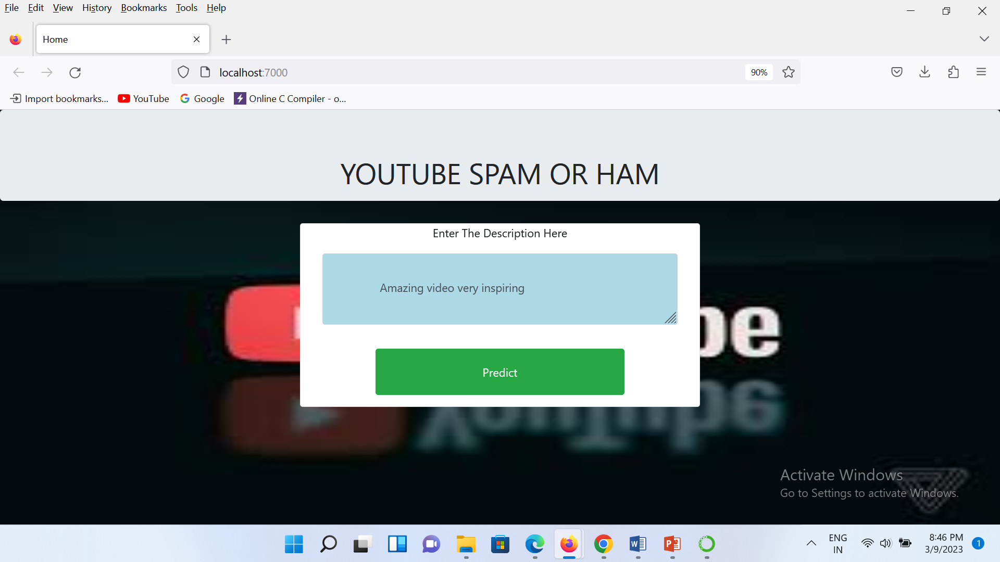 File Edit View History Bookmarks Tools Help
Home
localhost:7000
90%
Import bookmarks...
YouTube
Google
Online C Compiler - o...
YOUTUBE SPAM OR HAM
Enter The Description Here
Amazing video very inspiring
be
Predict
YouTube
Activate Windows
Go to Settings to activate Windows.
ENG
IN
8:46 PM
3/9/2023
1